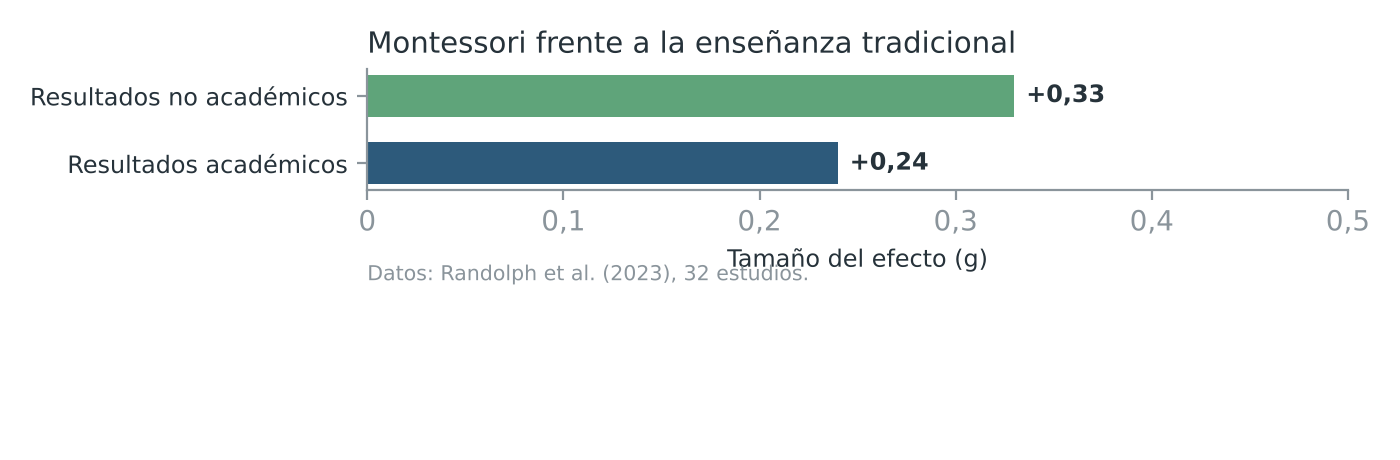 Montessori frente a la enseñanza tradicional
Resultados no académicos
+0,33
Resultados académicos
+0,24
0 0,1 0,2 0,3 0,4 0,5
Tamaño del efecto (g)
Datos: Randolph et al. (2023), 32 estudios.